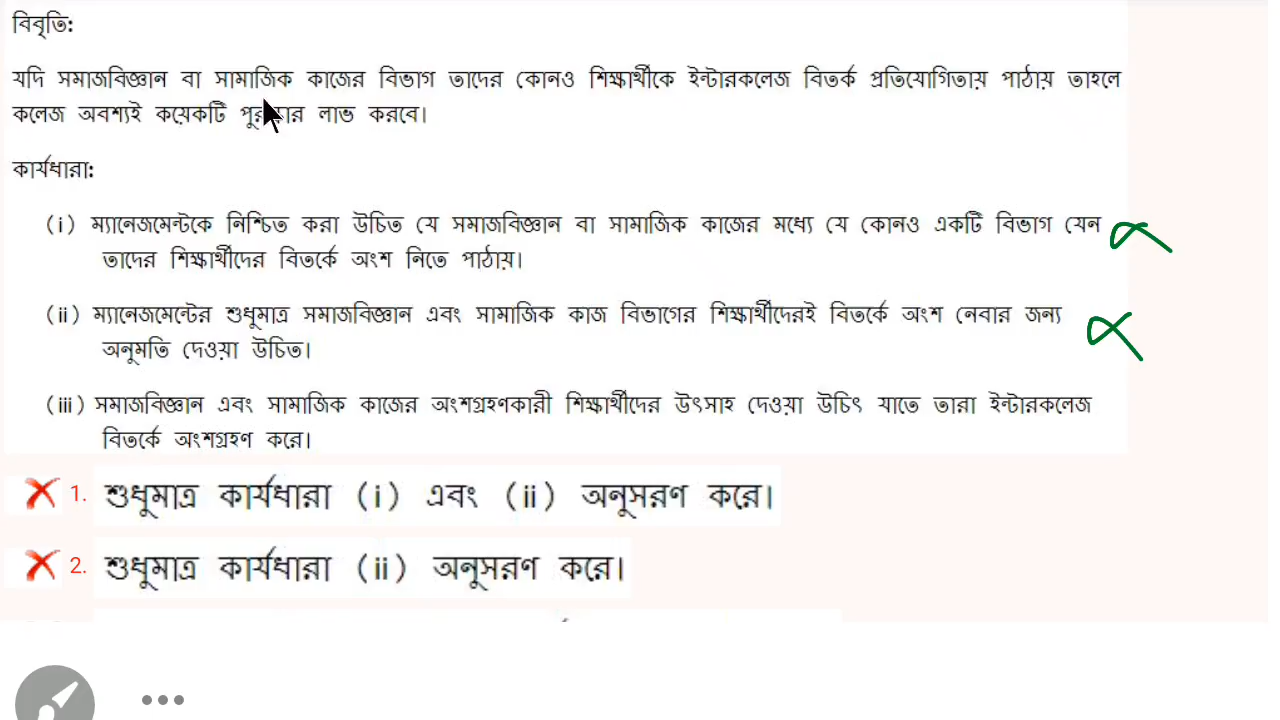 বিবৃতি:
যদি সমাজবিজ্ঞান বা সামাজিক কাজের বিভাগ তাদের কোনও শিক্ষার্থীকে ইন্টারকলেজ বিতর্ক প্রতিযোগিতায় পাঠায় তাহলে
কলেজ অবশ্যই কয়েকটি পুরস্কার লাভ করবে।
কার্যধারা:
(i) ম্যানেজমেন্টকে নিশ্চিত করা উচিত যে সমাজবিজ্ঞান বা সামাজিক কাজের মধ্যে যে কোনও একটি বিভাগ যেন
তাদের শিক্ষার্থীদের বিতর্কে অংশ নিতে পাঠায়।
(ii) ম্যানেজমেন্টের শুধুমাত্র সমাজবিজ্ঞান এবং সামাজিক কাজ বিভাগের শিক্ষার্থীদেরই বিতর্কে অংশ নেবার জন্য
অনুমতি দেওয়া উচিত।
(iii) সমাজবিজ্ঞান এবং সামাজিক কাজের অংশগ্রহণকারী শিক্ষার্থীদের উৎসাহ দেওয়া উচিৎ যাতে তারা ইন্টারকলেজ
বিতর্কে অংশগ্রহণ করে।
1. শুধুমাত্র কার্যধারা (i) এবং (ii) অনুসরণ করে।
2. শুধুমাত্র কার্যধারা (ii) অনুসরণ করে।